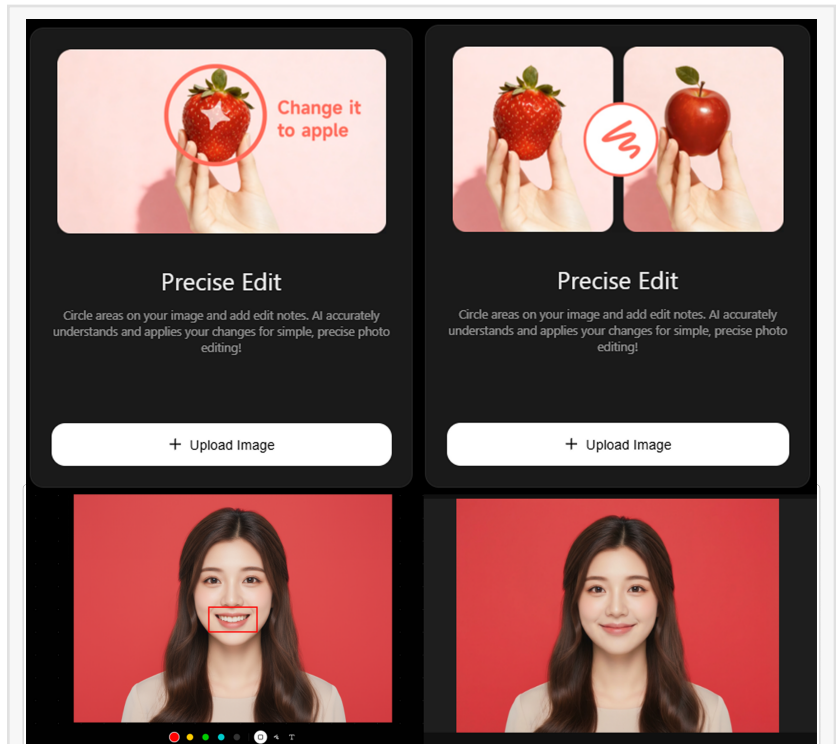 Change it
to apple
Precise Edit
Circle areas on your image and add edit notes. AI accurately
understands and applies your changes for simple, precise photo
editing!
+ Upload Image
Precise Edit
Circle areas on your image and add edit notes. AI accurately
understands and applies your changes for simple, precise photo
editing!
+ Upload Image
T